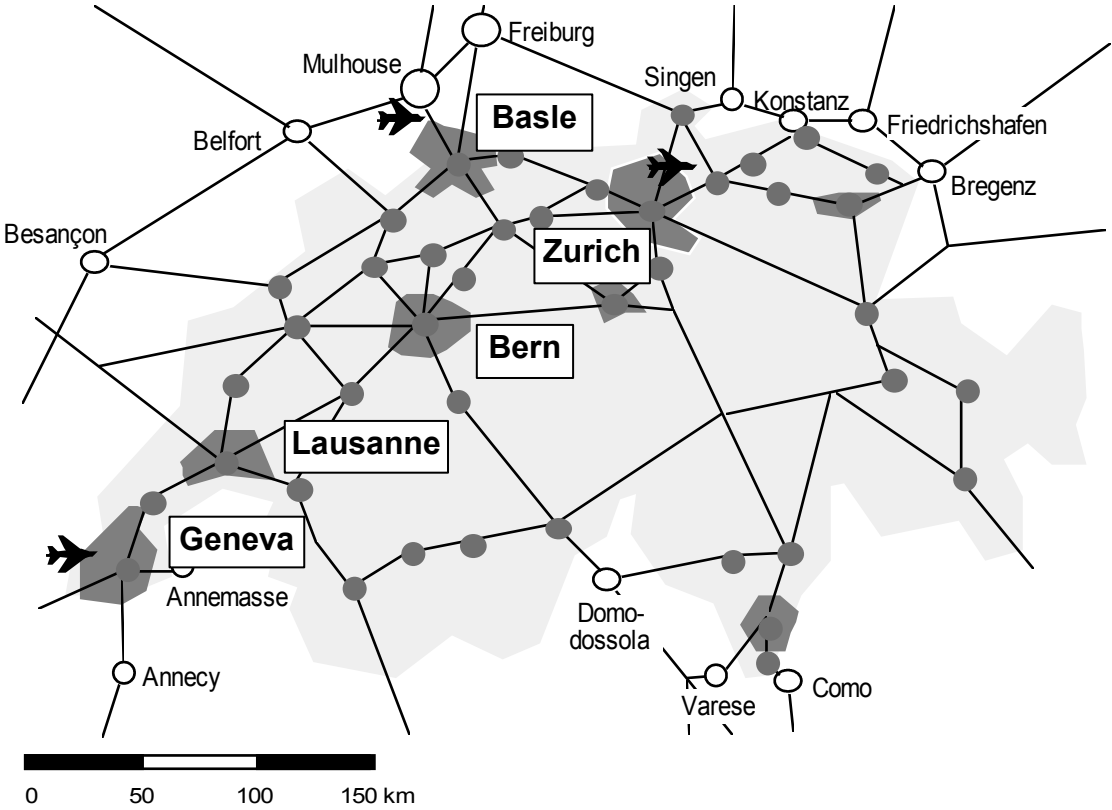 Freiburg
Mulhouse
Singen
Konstanz
Basle
Friedrichshafen
Belfort
Bregenz
Besançon
Zurich
Bern
Lausanne
Geneva
Annemasse
Domo-
dossola
Annecy
Varese
Como
0 50 100 150 km